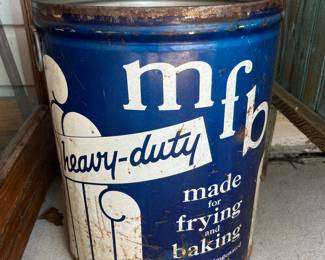 mfb
heavy-duty
made
for
frying
and
baking